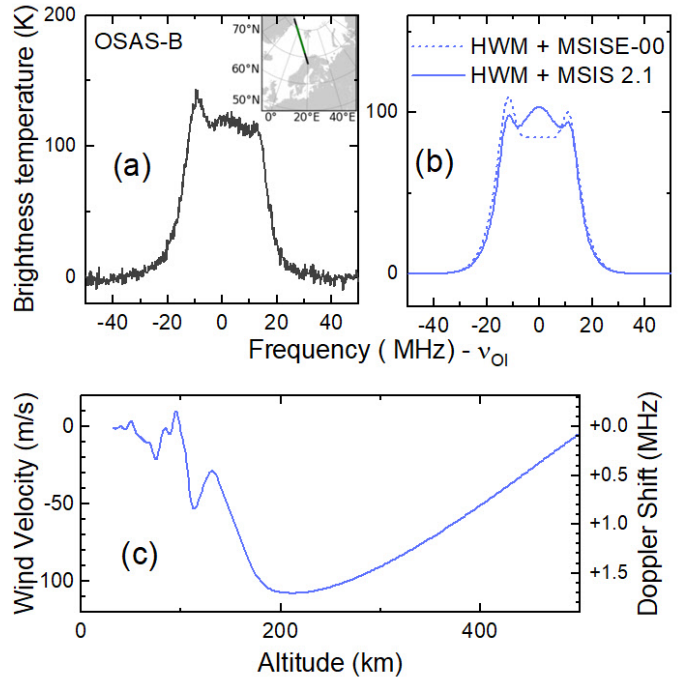 Brightness temperature (K)
200
100
0
OSAS-B
(a)
70°N
60°N
50°N
0° 20°E 40°E
-40 -20 0 20 40
HWM + MSISE-00
HWM + MSIS 2.1
100
0
(b)
-40 -20 0 20 40
Frequency ( MHz) - νOI
Wind Velocity (m/s)
0
-50
-100
(c)
0 200 400
Altitude (km)
+0.0
+0.5
+1.0
+1.5
Doppler Shift (MHz)